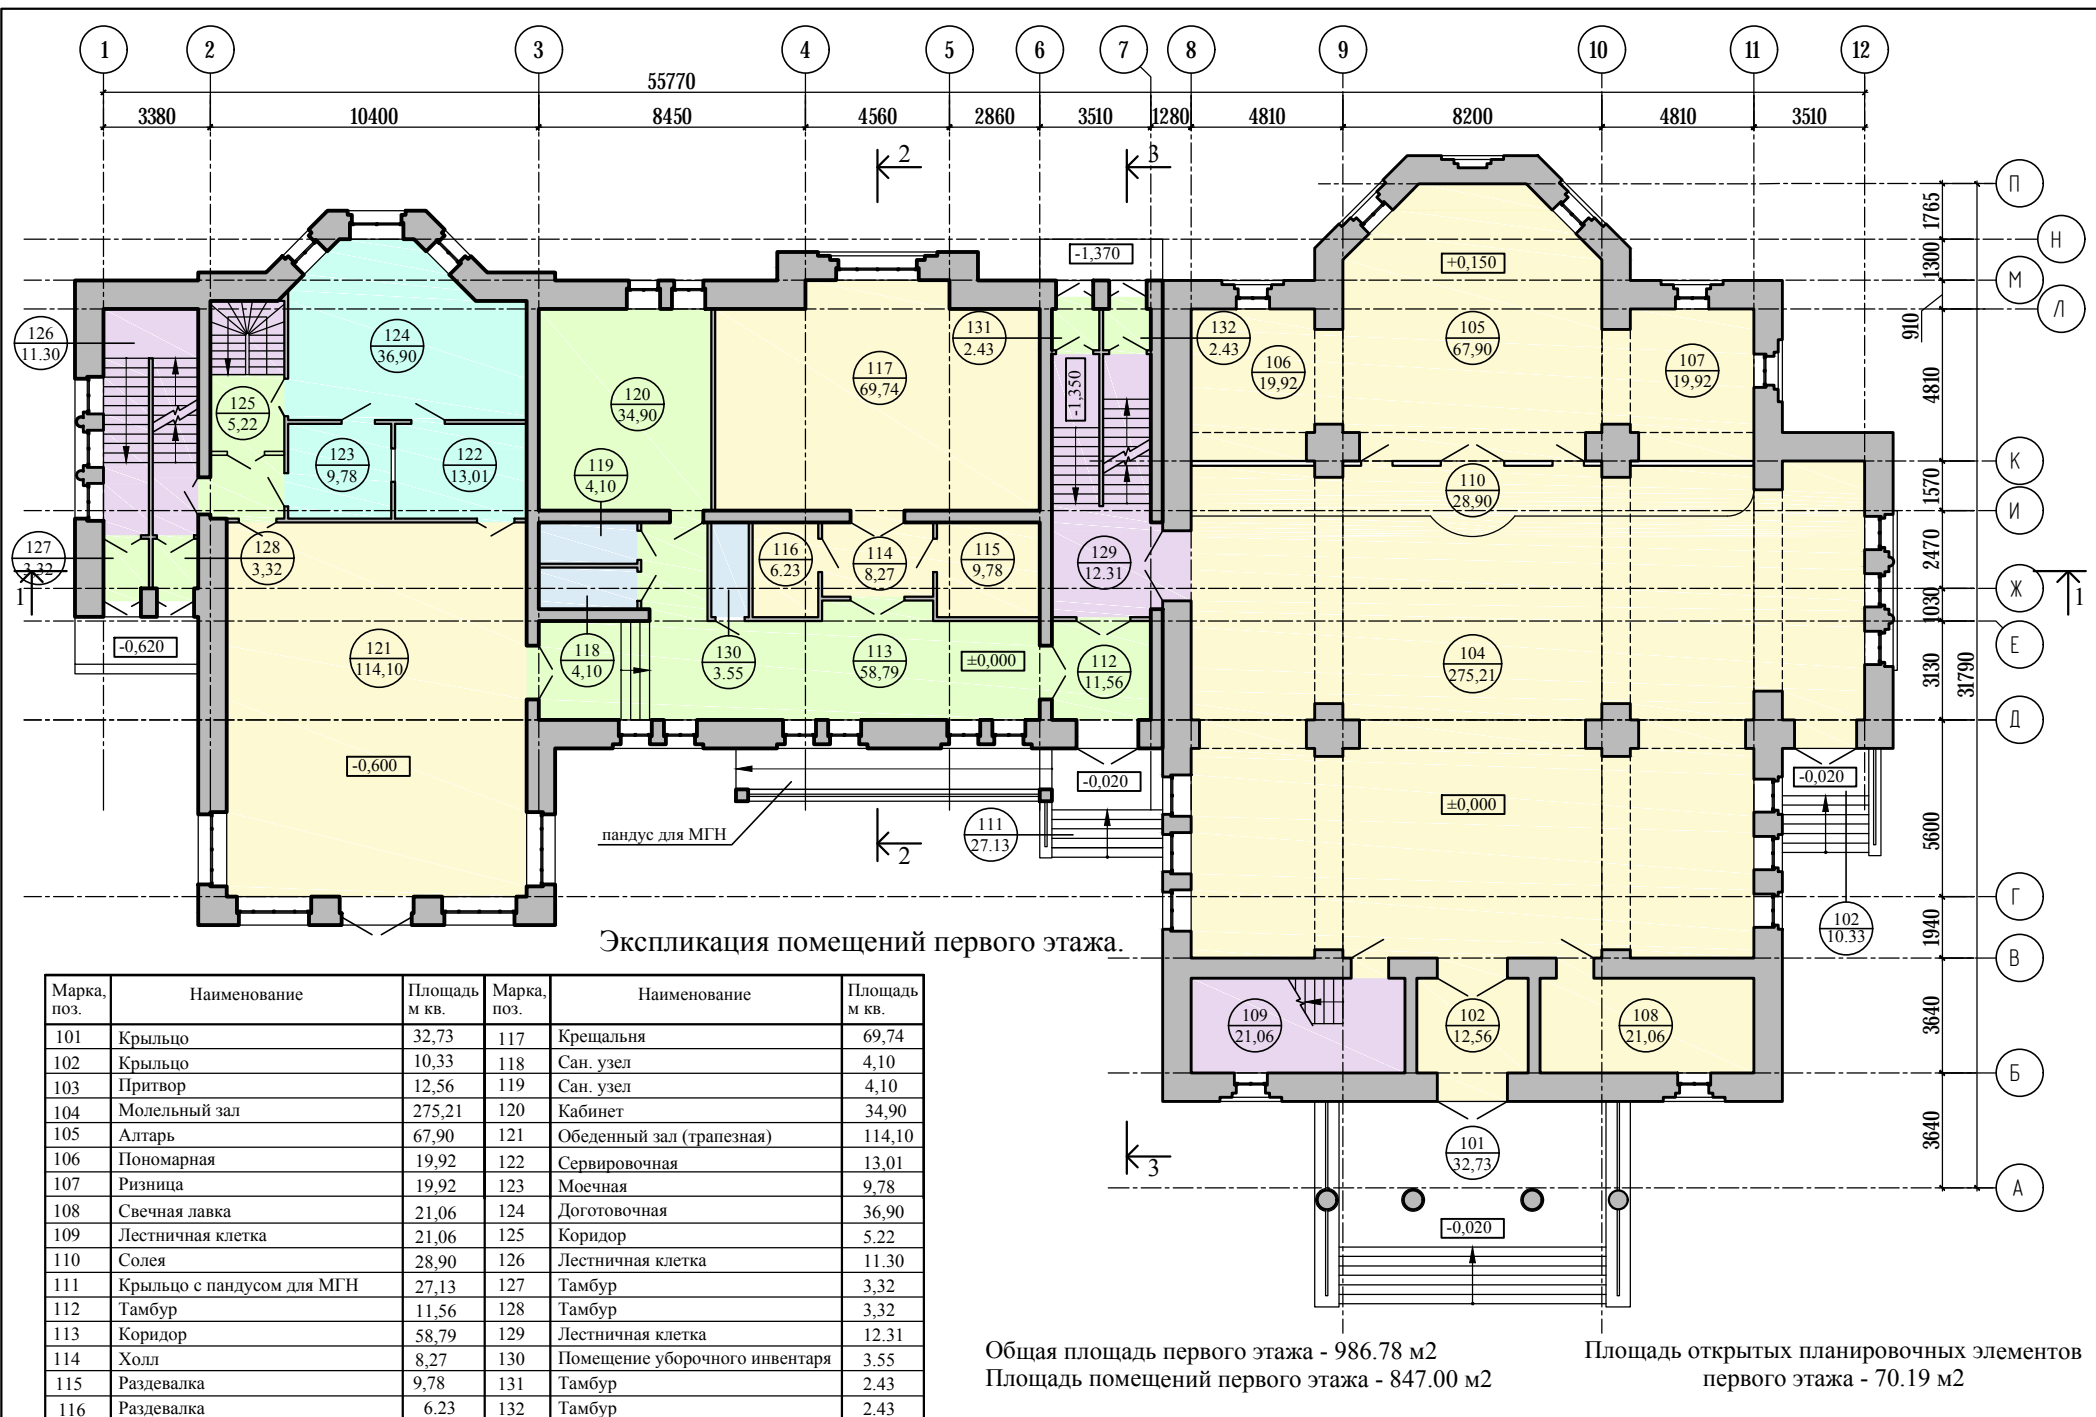 1 2 3 4 5 6 7 8 9 10 11 12
55770
3380 10400 8450 4560 2860 3510 1280 4810 8200 4810 3510
2 3
П
1765
-1,370 Н
+0,150 1300
М
Л
910
126
11.30
124
36,90
131
2.43
132
2.43
105
67,90
106
19,92
107
19,92
117
69,74
120
34,90
-1,350
4810
125
5,22
123
9,78
122
13,01
119
4,10
К
110
28,90
1570
И
127
3.32
128
3,32
116
6.23
114
8,27
115
9,78
129
12.31
2470
1 Ж 1
1030
Е
-0,620
121
114,10
118
4,10
130
3.55
113
58,79
±0,000
112
11,56
104
275,21
3130
31790
Д
-0,600
-0,020
-0,020
±0,000
пандус для МГН
2
111
27.13
5600
Г
102
10.33
1940
В
109
21,06
102
12,56
108
21,06
3640
Б
3
101
32,73
3640
А
-0,020
Экспликация помещений первого этажа.
Марка, поз. Наименование Площадь м кв. Марка, поз. Наименование Площадь м кв.
101 Крыльцо 32,73 117 Крещальня 69,74
102 Крыльцо 10,33 118 Сан. узел 4,10
103 Притвор 12,56 119 Сан. узел 4,10
104 Молельный зал 275,21 120 Кабинет 34,90
105 Алтарь 67,90 121 Обеденный зал (трапезная) 114,10
106 Пономарная 19,92 122 Сервировочная 13,01
107 Ризница 19,92 123 Моечная 9,78
108 Свечная лавка 21,06 124 Доготовочная 36,90
109 Лестничная клетка 21,06 125 Коридор 5.22
110 Солея 28,90 126 Лестничная клетка 11.30
111 Крыльцо с пандусом для МГН 27,13 127 Тамбур 3,32
112 Тамбур 11,56 128 Тамбур 3,32
113 Коридор 58,79 129 Лестничная клетка 12.31
114 Холл 8,27 130 Помещение уборочного инвентаря 3.55
115 Раздевалка 9,78 131 Тамбур 2.43
116 Раздевалка 6.23 132 Тамбур 2.43
Общая площадь первого этажа - 986.78 м2
Площадь помещений первого этажа - 847.00 м2
Площадь открытых планировочных элементов
первого этажа - 70.19 м2